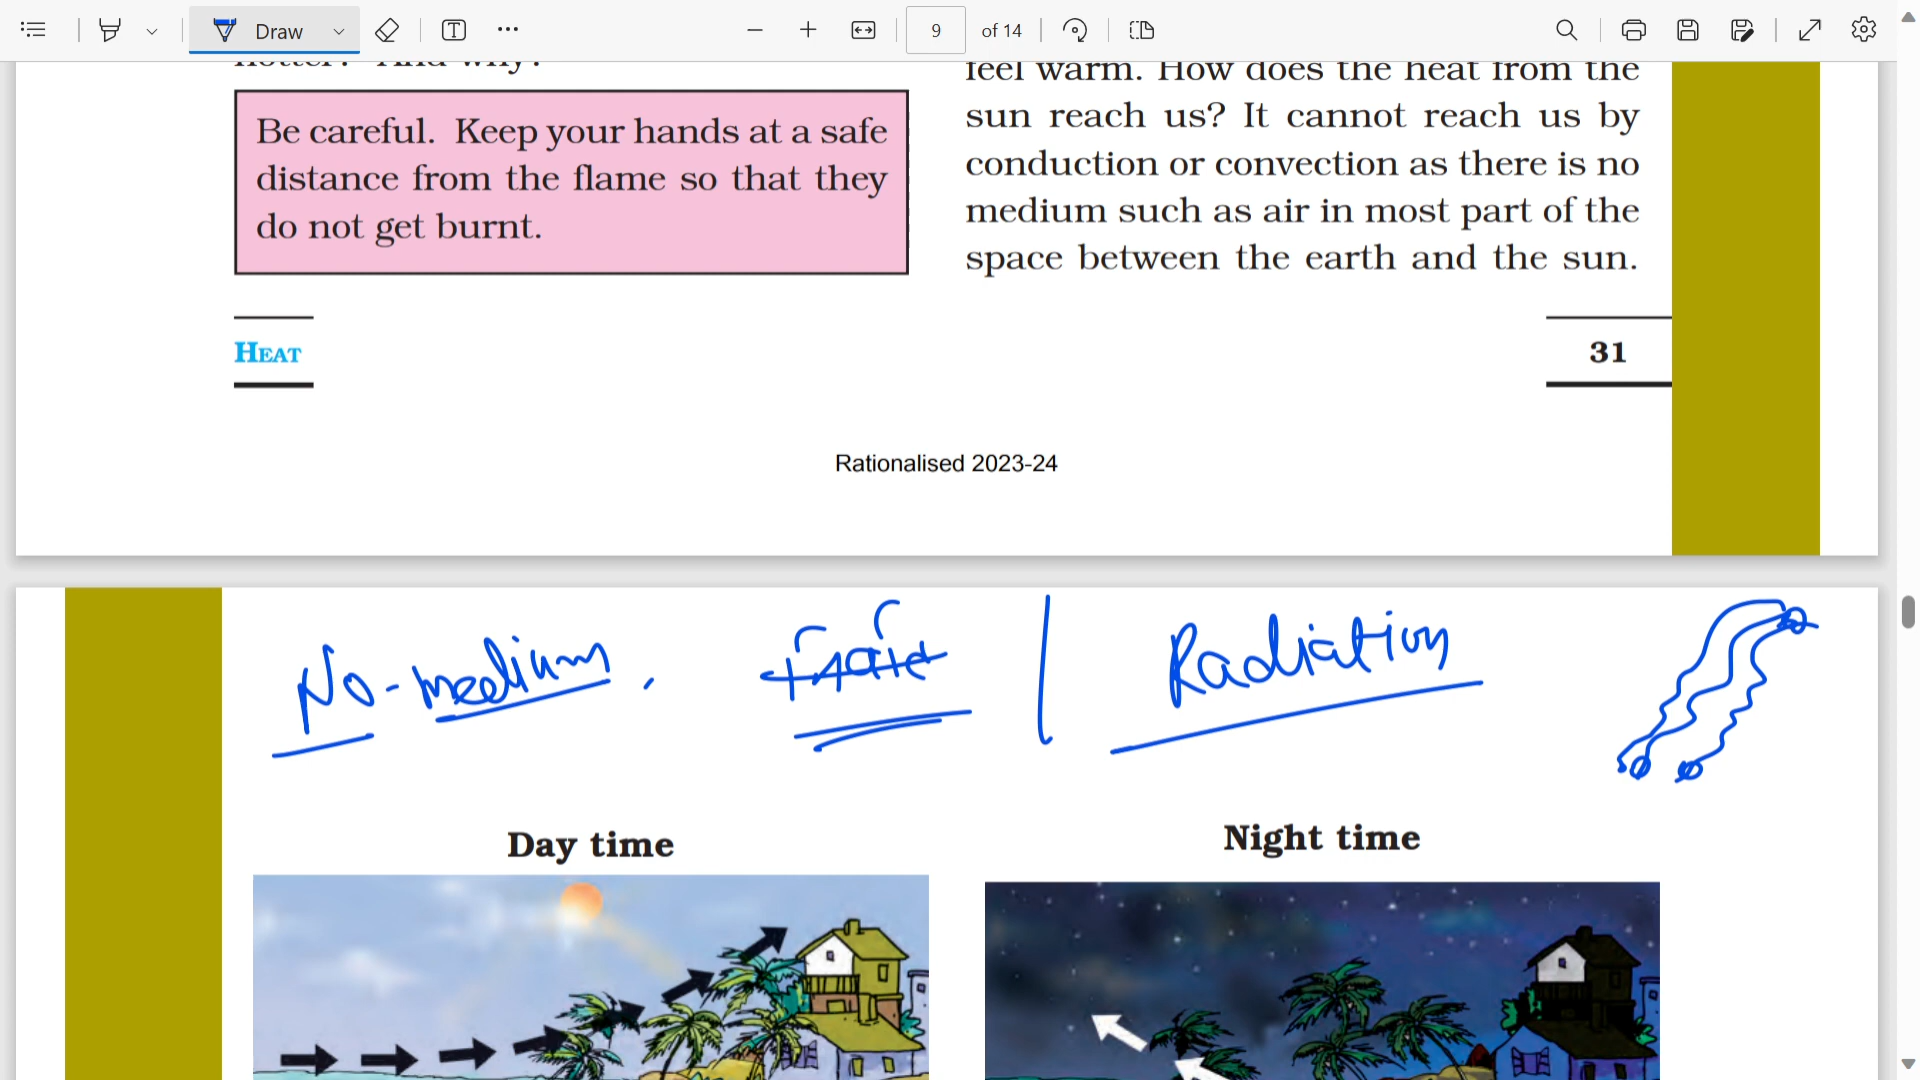 Draw
9 of 14
feel warm. How does the heat from the
Be careful. Keep your hands at a safe
distance from the flame so that they
do not get burnt.
sun reach us? It cannot reach us by
conduction or convection as there is no
medium such as air in most part of the
space between the earth and the sun.
HEAT
31
Rationalised 2023-24
No-medium.
Radiation
Day time
Night time